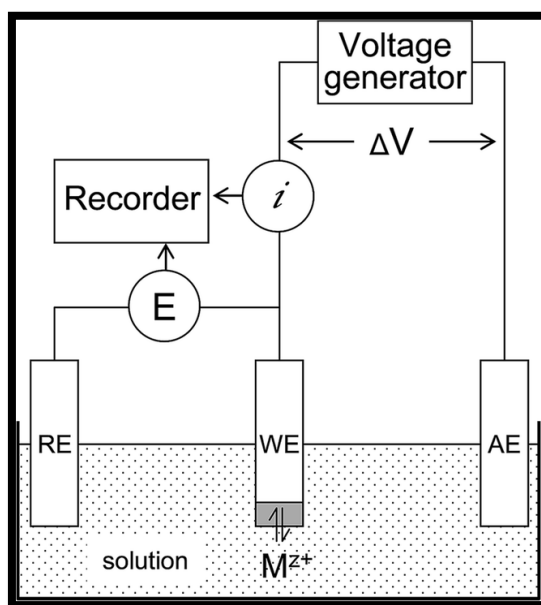 Voltage
generator
ΔV
Recorder
i
E
RE
WE
AE
solution
Mᶻ⁺